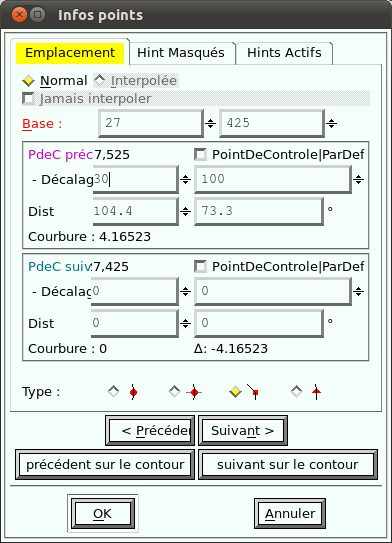 Infos points
Emplacement Hint Masqués Hints Actifs
Normal Interpolée
Jamais interpoler
Base : 27 425
PdeC préc 7,525 PointDeControle|ParDef
- Décalag 30 100
Dist 104.4 73.3 °
Courbure : 4.16523
PdeC suiv 7,425 PointDeControle|ParDef
- Décalag 0 0
Dist 0 0 °
Courbure : 0 Δ: -4.16523
Type :
< Précéden Suivant >
précédent sur le contour suivant sur le contour
OK Annuler